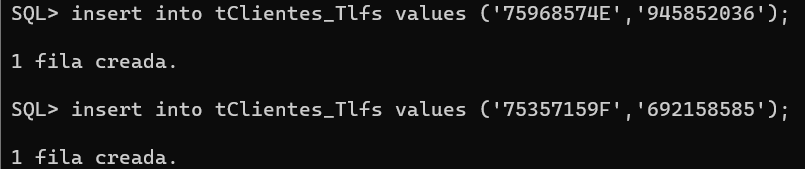 SQL> insert into tClientes_Tlfs values ('75968574E','945852036');
1 fila creada.
SQL> insert into tClientes_Tlfs values ('75357159F','692158585');
1 fila creada.